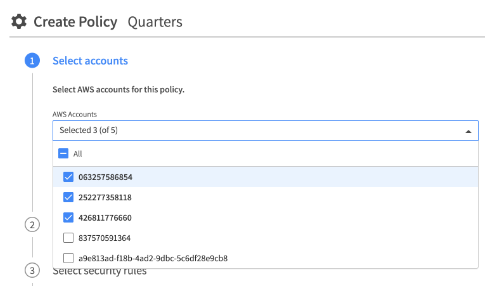 Create Policy Quarters
1 Select accounts
Select AWS accounts for this policy.
AWS Accounts
Selected 3 (of 5)
All
063257586854
252277358118
426811776660
2
837570591364
a9e813ad-f18b-4ad2-9dbc-5c6df28e9cb8
3 Select security rules